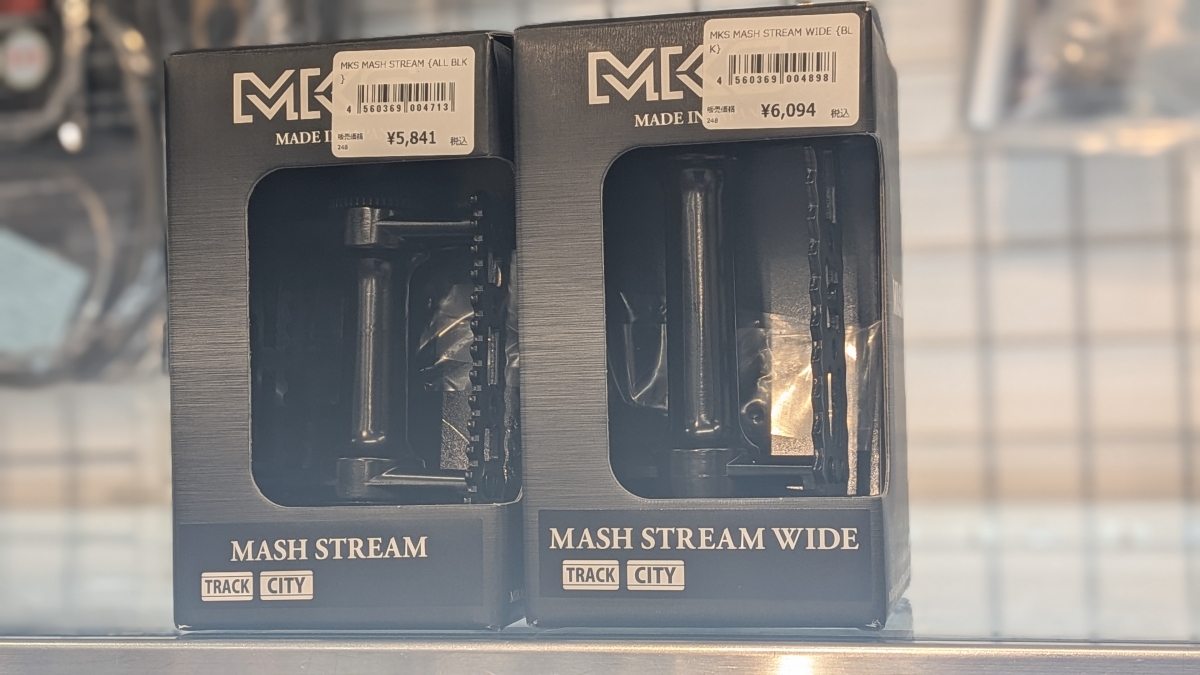 MKS MASH STREAM {ALL BLK
}
4 560369 004713
販売価格
248
¥5,841 税込
MK
MADE IN
MASH STREAM
TRACK CITY
MKS MASH STREAM WIDE {BL
K}
4 560369 004898
販売価格
248
¥6,094 税込
MK
MADE IN
MASH STREAM WIDE
TRACK CITY